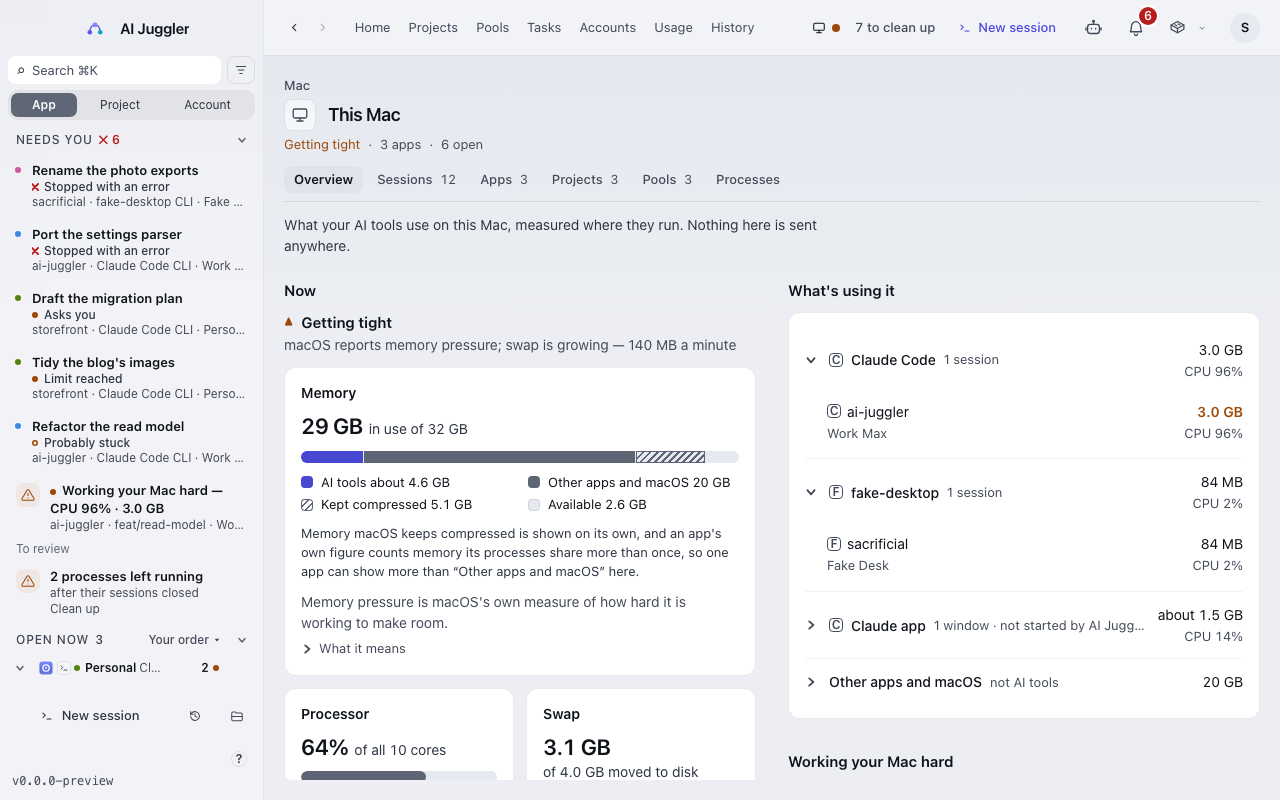 AI Juggler
Search ⌘K
App
Project
Account
NEEDS YOU 6
Rename the photo exports
Stopped with an error
sacrificial · fake-desktop CLI · Fake ...
Port the settings parser
Stopped with an error
ai-juggler · Claude Code CLI · Work ...
Draft the migration plan
Asks you
storefront · Claude Code CLI · Perso...
Tidy the blog's images
Limit reached
storefront · Claude Code CLI · Perso...
Refactor the read model
Probably stuck
ai-juggler · Claude Code CLI · Work ...
Working your Mac hard —
CPU 96% · 3.0 GB
ai-juggler · feat/read-model · Wo...
To review
2 processes left running
after their sessions closed
Clean up
OPEN NOW 3
Your order
Personal Cl...
2
New session
?
v0.0.0-preview
Home
Projects
Pools
Tasks
Accounts
Usage
History
7 to clean up
New session
6
S
Mac
This Mac
Getting tight · 3 apps · 6 open
Overview
Sessions 12
Apps 3
Projects 3
Pools 3
Processes
What your AI tools use on this Mac, measured where they run. Nothing here is sent
anywhere.
Now
Getting tight
macOS reports memory pressure; swap is growing — 140 MB a minute
Memory
29 GB in use of 32 GB
AI tools about 4.6 GB
Other apps and macOS 20 GB
Kept compressed 5.1 GB
Available 2.6 GB
Memory macOS keeps compressed is shown on its own, and an app's
own figure counts memory its processes share more than once, so one
app can show more than “Other apps and macOS” here.
Memory pressure is macOS's own measure of how hard it is
working to make room.
What it means
Processor
64% of all 10 cores
Swap
3.1 GB
of 4.0 GB moved to disk
What's using it
C Claude Code 1 session
3.0 GB
CPU 96%
C ai-juggler
3.0 GB
Work Max
CPU 96%
F fake-desktop 1 session
84 MB
CPU 2%
F sacrificial
84 MB
Fake Desk
CPU 2%
C Claude app 1 window · not started by AI Jugg...
about 1.5 GB
CPU 14%
Other apps and macOS not AI tools
20 GB
Working your Mac hard